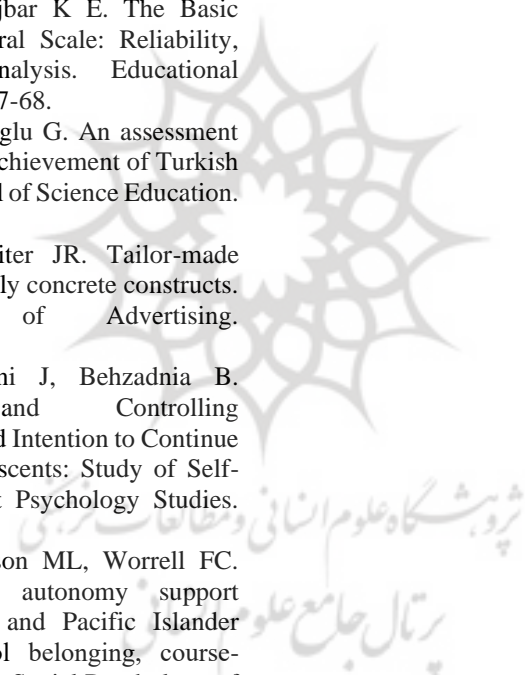 jbar K E. The Basic
ral Scale: Reliability,
nalysis. Educational
7-68.
glu G. An assessment
chievement of Turkish
l of Science Education.
iter JR. Tailor-made
ly concrete constructs.
of Advertising.
ni J, Behzadnia B.
and Controlling
d Intention to Continue
scents: Study of Self-
t Psychology Studies.
پژوهشگاه علوم انسانی و مطالعات فرهنگی
son ML, Worrell FC.
autonomy support
and Pacific Islander
پرتال جامع علوم انسانی
ol belonging, course-